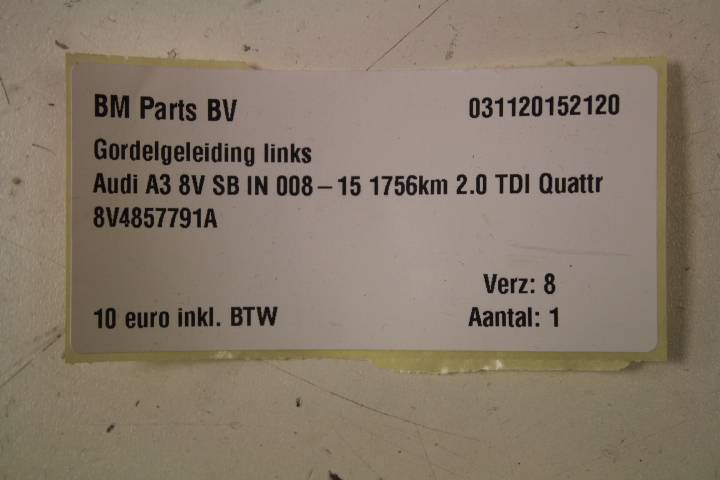 BM Parts BV 031120152120
Gordelgeleiding links
Audi A3 8V SB IN 008-15 1756km 2.0 TDI Quattr
8V4857791A
Verz: 8
10 euro inkl. BTW Aantal: 1